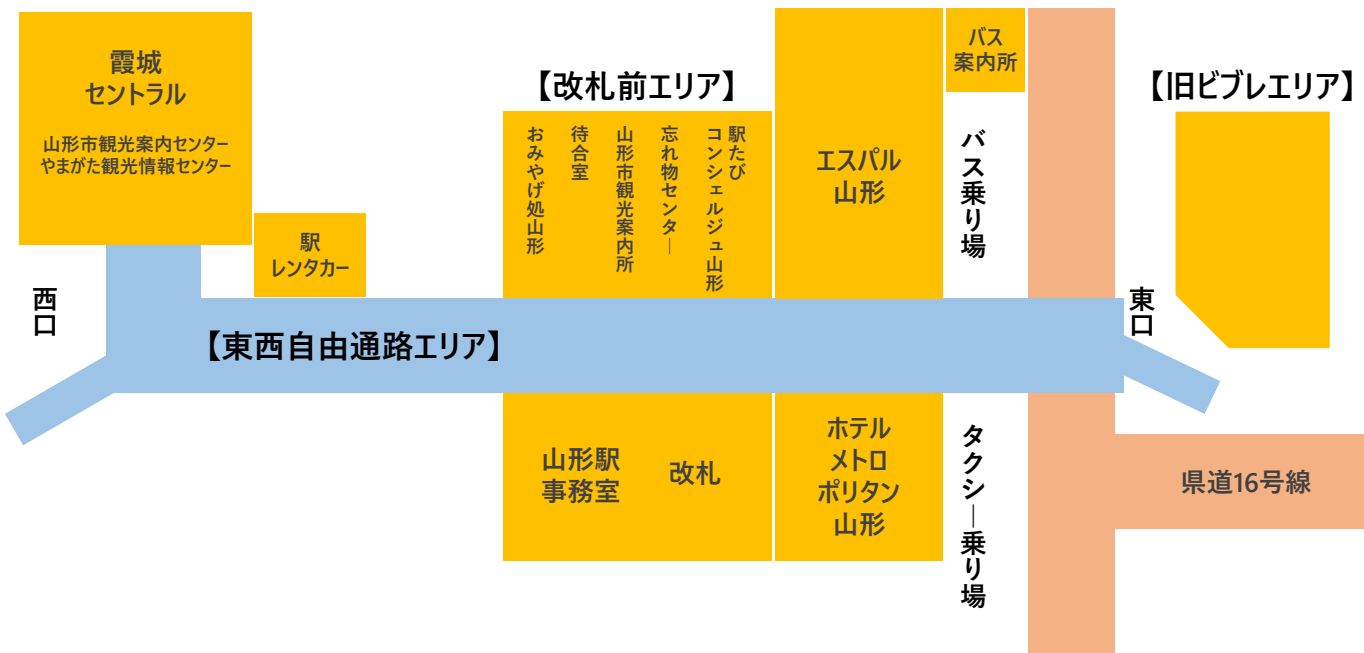 霞城
セントラル
山形市観光案内センター
やまがた観光情報センター
駅
レンタカー
西口
【東西自由通路エリア】
【改札前エリア】
おみやげ処山形
待合室
山形市観光案内所
忘れ物センター
駅たび
コンシェルジュ山形
エスパル
山形
バス
案内所
バス乗り場
【旧ビブレエリア】
東口
山形駅
事務室
改札
ホテル
メトロ
ポリタン
山形
タクシー乗り場
県道16号線